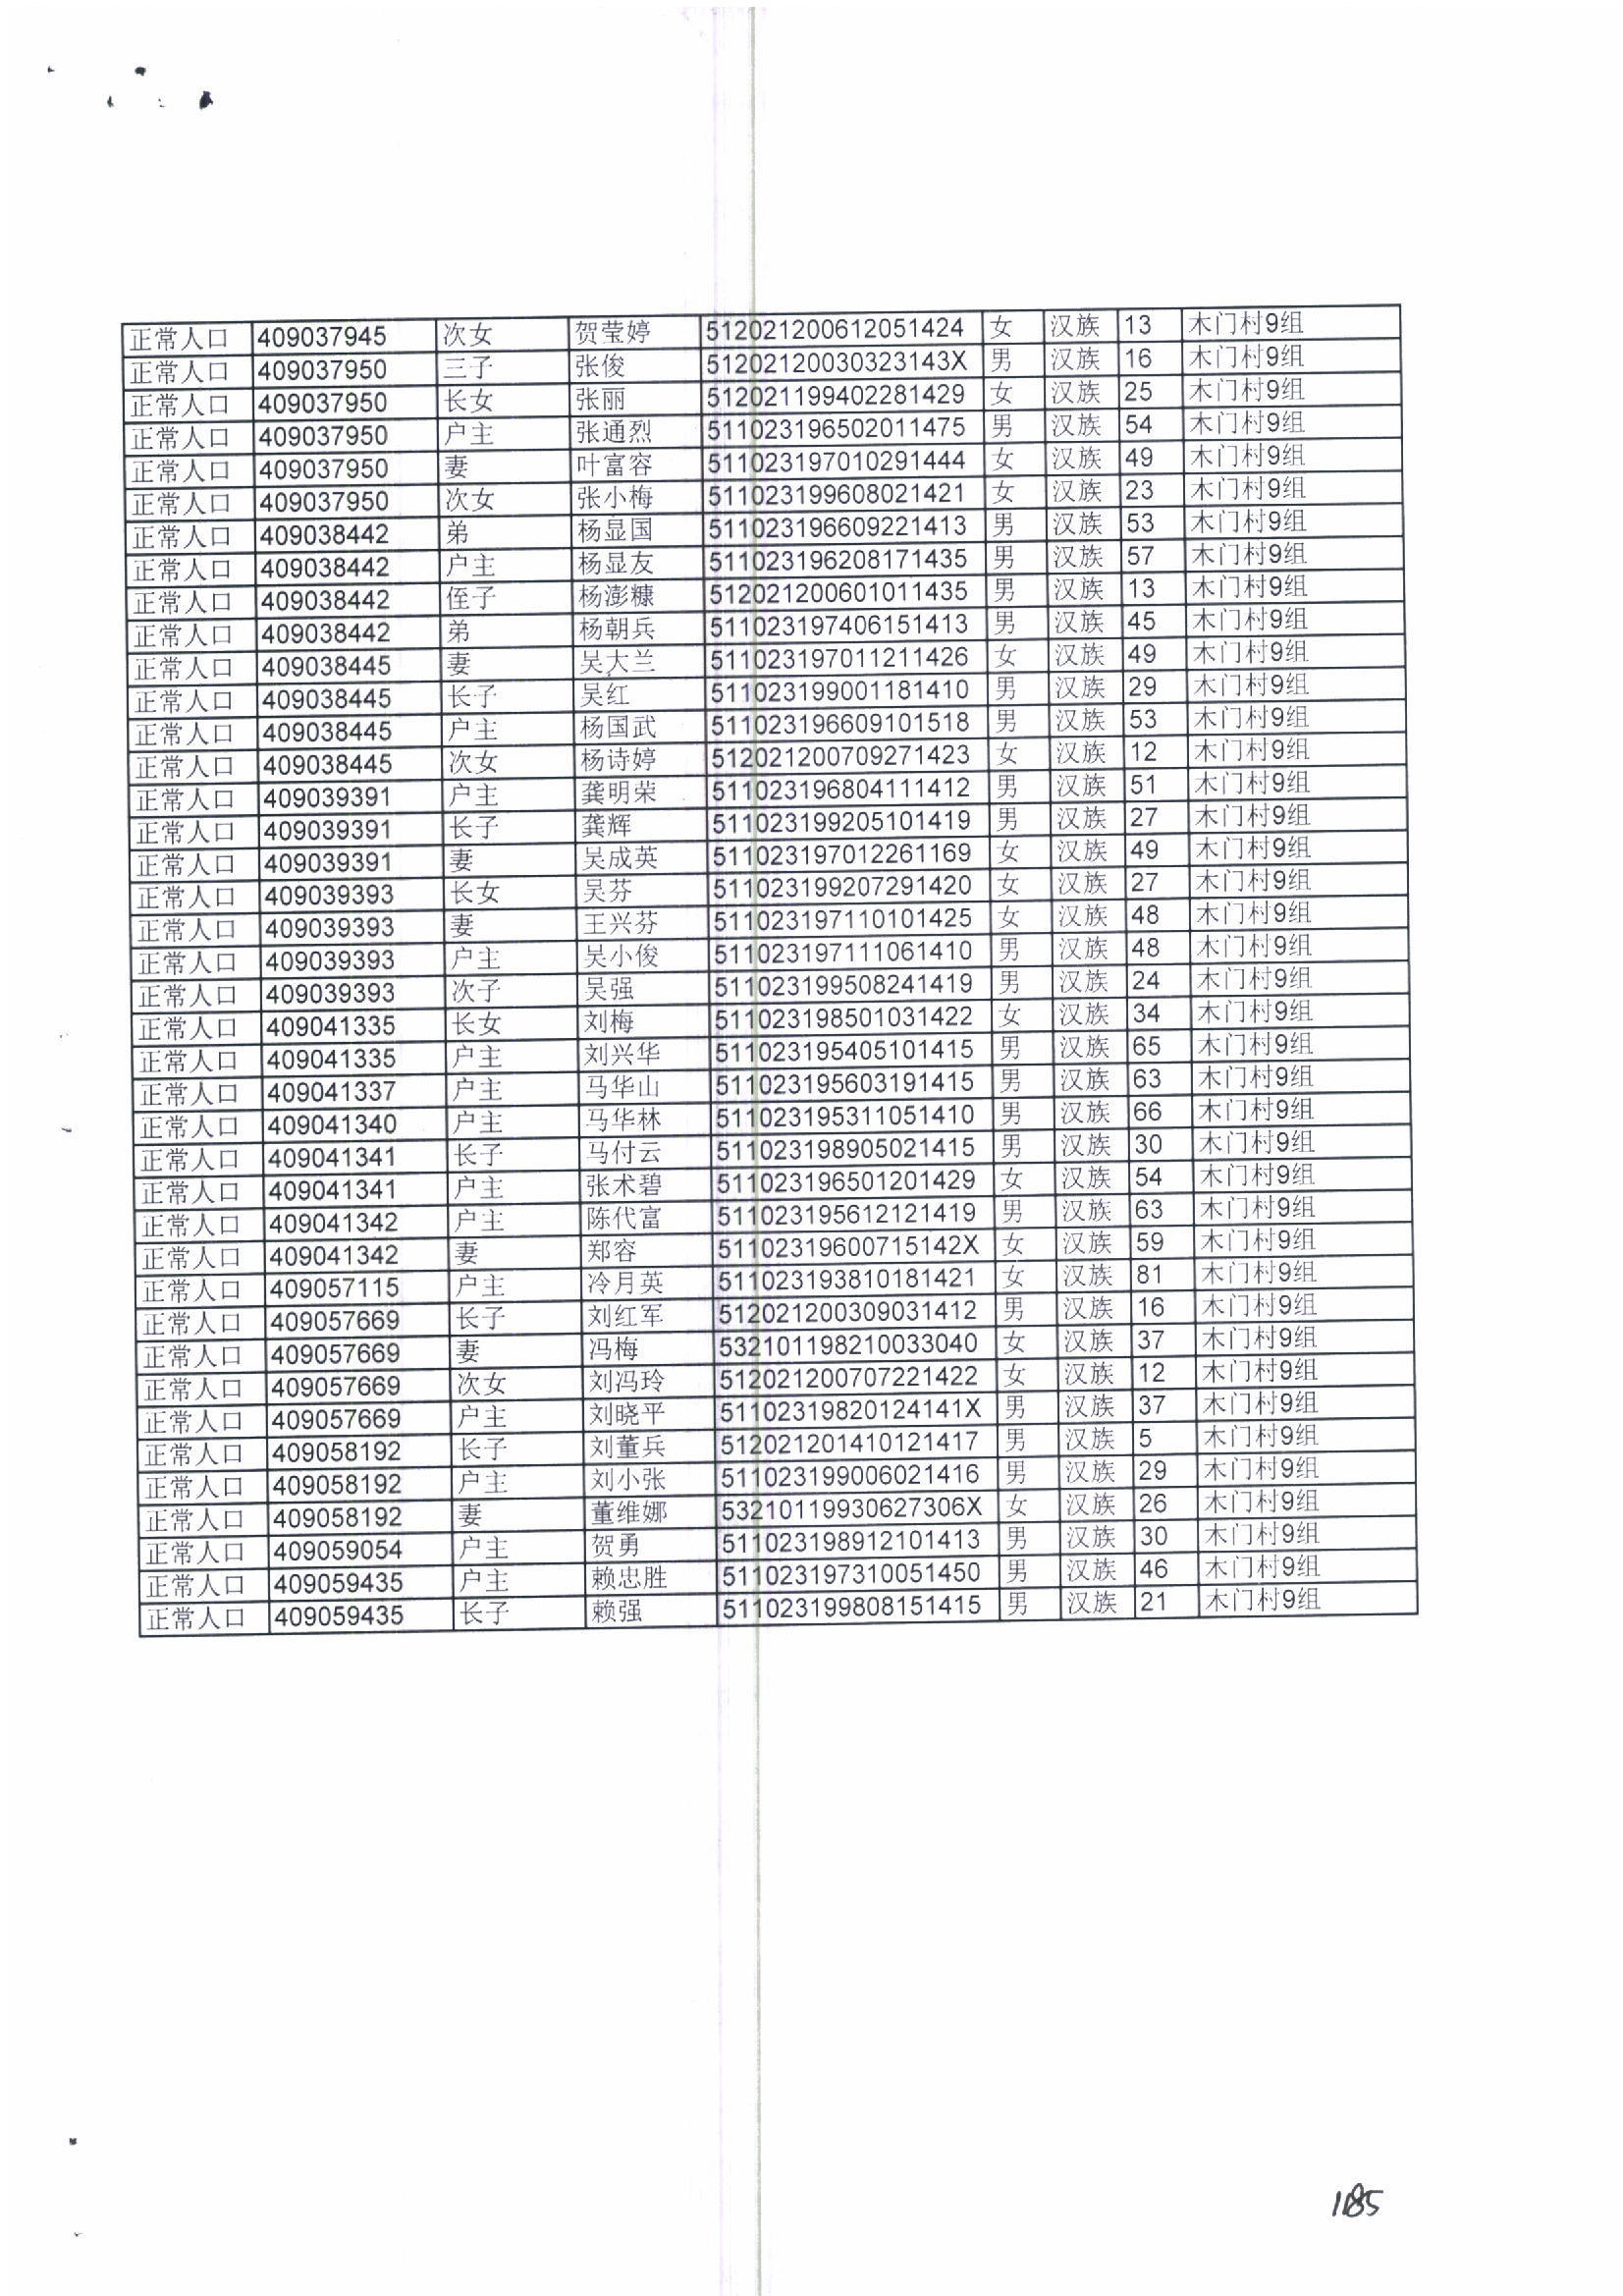 正常人口 409037945 次女 贺莹婷 512021200612051424 女 汉族 13 木门村9组
正常人口 409037950 三子 张俊 51202120030323143X 男 汉族 16 木门村9组
正常人口 409037950 长女 张丽 512021199402281429 女 汉族 25 木门村9组
正常人口 409037950 户主 张通烈 511023196502011475 男 汉族 54 木门村9组
正常人口 409037950 妻 叶富容 511023197010291444 女 汉族 49 木门村9组
正常人口 409037950 次女 张小梅 511023199608021421 女 汉族 23 木门村9组
正常人口 409038442 弟 杨显国 511023196609221413 男 汉族 53 木门村9组
正常人口 409038442 户主 杨显友 511023196208171435 男 汉族 57 木门村9组
正常人口 409038442 侄子 杨澎糠 512021200601011435 男 汉族 13 木门村9组
正常人口 409038442 弟 杨朝兵 511023197406151413 男 汉族 45 木门村9组
正常人口 409038445 妻 吴大兰 511023197011211426 女 汉族 49 木门村9组
正常人口 409038445 长子 吴红 511023199001181410 男 汉族 29 木门村9组
正常人口 409038445 户主 杨国武 511023196609101518 男 汉族 53 木门村9组
正常人口 409038445 次女 杨诗婷 512021200709271423 女 汉族 12 木门村9组
正常人口 409039391 户主 龚明荣 511023196804111412 男 汉族 51 木门村9组
正常人口 409039391 长子 龚辉 511023199205101419 男 汉族 27 木门村9组
正常人口 409039391 妻 吴成英 511023197012261169 女 汉族 49 木门村9组
正常人口 409039393 长女 吴芬 511023199207291420 女 汉族 27 木门村9组
正常人口 409039393 妻 王兴芬 511023197110101425 女 汉族 48 木门村9组
正常人口 409039393 户主 吴小俊 511023197111061410 男 汉族 48 木门村9组
正常人口 409039393 次子 吴强 511023199508241419 男 汉族 24 木门村9组
正常人口 409041335 长女 刘梅 511023198501031422 女 汉族 34 木门村9组
正常人口 409041335 户主 刘兴华 511023195405101415 男 汉族 65 木门村9组
正常人口 409041337 户主 马华山 511023195603191415 男 汉族 63 木门村9组
正常人口 409041340 户主 马华林 511023195311051410 男 汉族 66 木门村9组
正常人口 409041341 长子 马付云 511023198905021415 男 汉族 30 木门村9组
正常人口 409041341 户主 张术碧 511023196501201429 女 汉族 54 木门村9组
正常人口 409041342 户主 陈代富 511023195612121419 男 汉族 63 木门村9组
正常人口 409041342 妻 郑容 51102319600715142X 女 汉族 59 木门村9组
正常人口 409057115 户主 冷月英 511023193810181421 女 汉族 81 木门村9组
正常人口 409057669 长子 刘红军 512021200309031412 男 汉族 16 木门村9组
正常人口 409057669 妻 冯梅 532101198210033040 女 汉族 37 木门村9组
正常人口 409057669 次女 刘冯玲 512021200707221422 女 汉族 12 木门村9组
正常人口 409057669 户主 刘晓平 51102319820124141X 男 汉族 37 木门村9组
正常人口 409058192 长子 刘董兵 512021201410121417 男 汉族 5 木门村9组
正常人口 409058192 户主 刘小张 511023199006021416 男 汉族 29 木门村9组
正常人口 409058192 妻 董维娜 53210119930627306X 女 汉族 26 木门村9组
正常人口 409059054 户主 贺勇 511023198912101413 男 汉族 30 木门村9组
正常人口 409059435 户主 赖忠胜 511023197310051450 男 汉族 46 木门村9组
正常人口 409059435 长子 赖强 511023199808151415 男 汉族 21 木门村9组
1185